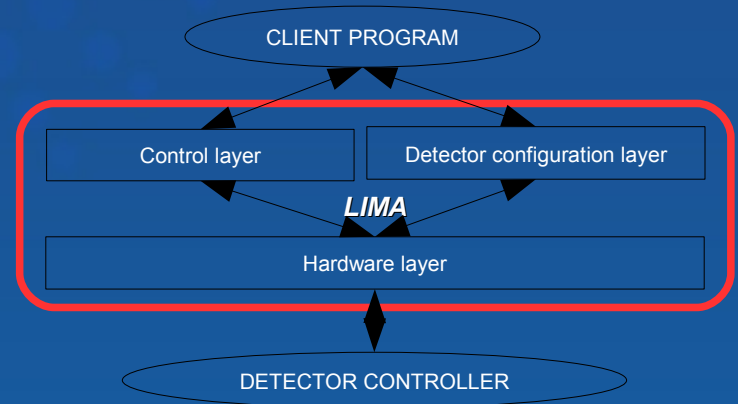 CLIENT PROGRAM
Control layer
Detector configuration layer
LIMA
Hardware layer
DETECTOR CONTROLLER